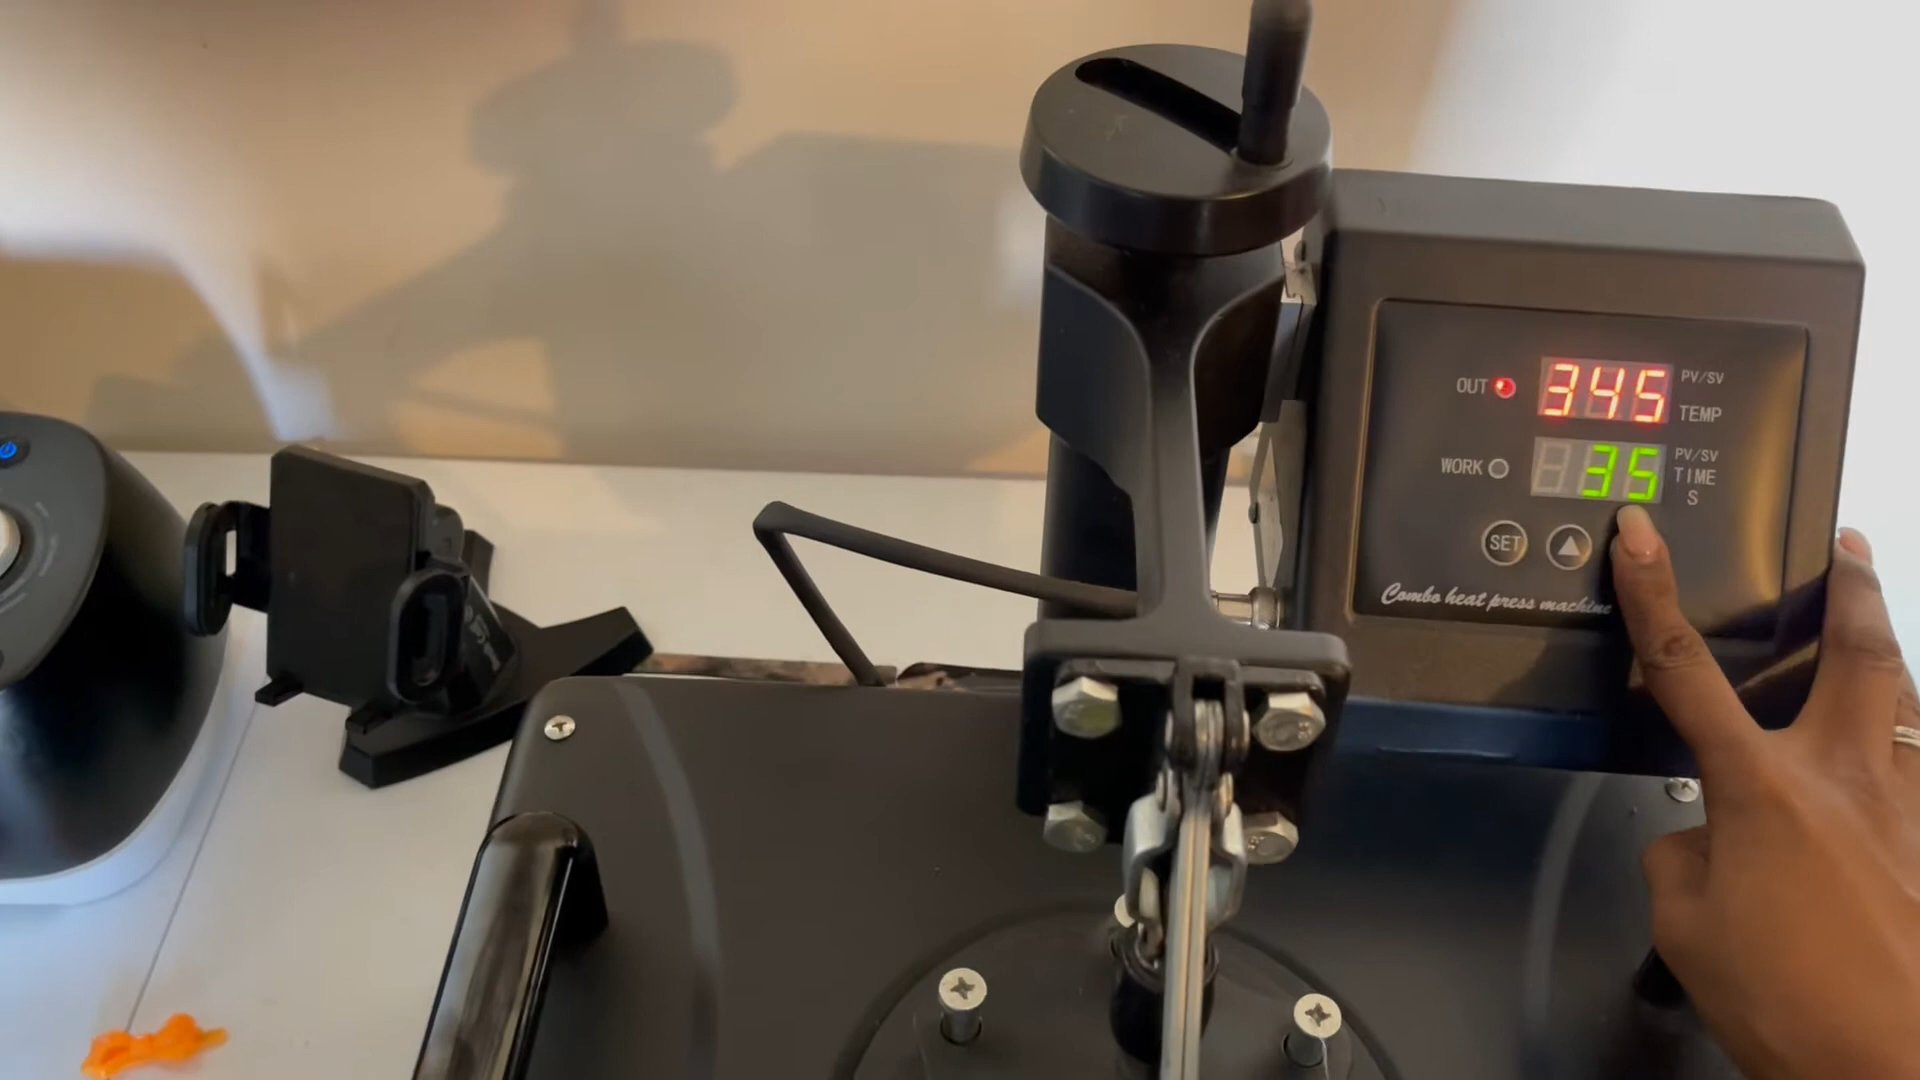 OUT 345 PV/SV
TEMP
WORK 35 PV/SV
TIME
S
SET
Combo heat press machine